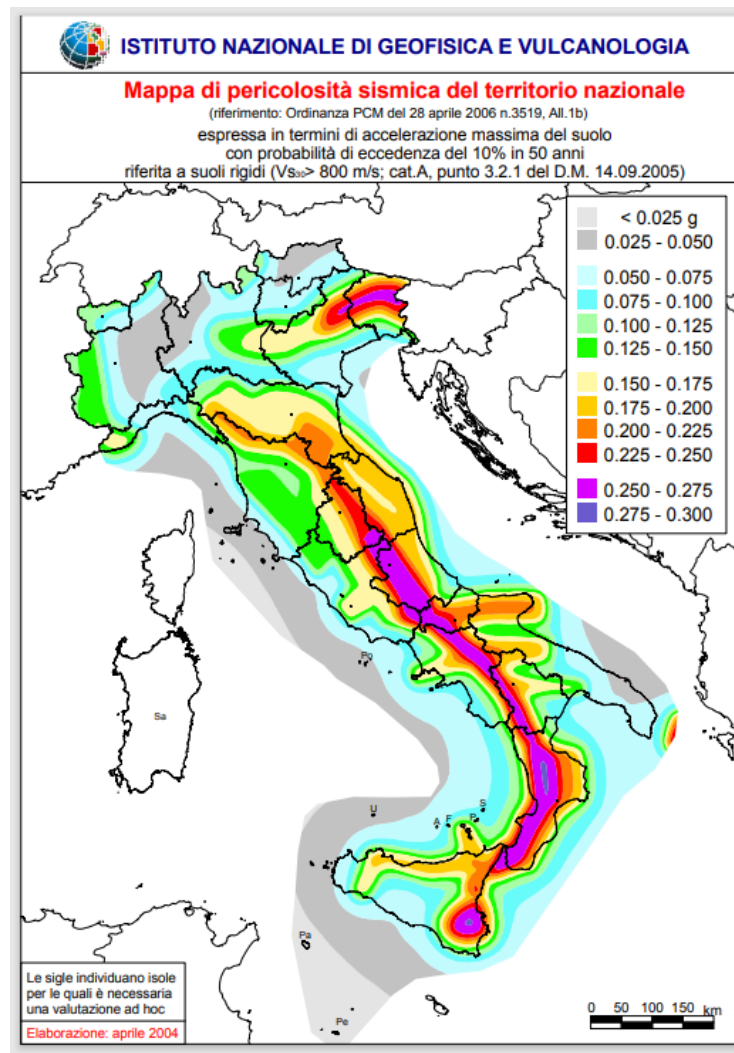 ISTITUTO NAZIONALE DI GEOFISICA E VULCANOLOGIA
Mappa di pericolosità sismica del territorio nazionale
(riferimento: Ordinanza PCM del 28 aprile 2006 n.3519, All.1b)
espressa in termini di accelerazione massima del suolo
con probabilità di eccedenza del 10% in 50 anni
riferita a suoli rigidi (Vs₃₀> 800 m/s; cat.A, punto 3.2.1 del D.M. 14.09.2005)
< 0.025 g
0.025 - 0.050
0.050 - 0.075
0.075 - 0.100
0.100 - 0.125
0.125 - 0.150
0.150 - 0.175
0.175 - 0.200
0.200 - 0.225
0.225 - 0.250
0.250 - 0.275
0.275 - 0.300
Po
Sa
U
A F P S
Pa
Pe
Le sigle individuano isole
per le quali è necessaria
una valutazione ad hoc
Elaborazione: aprile 2004
0 50 100 150 km